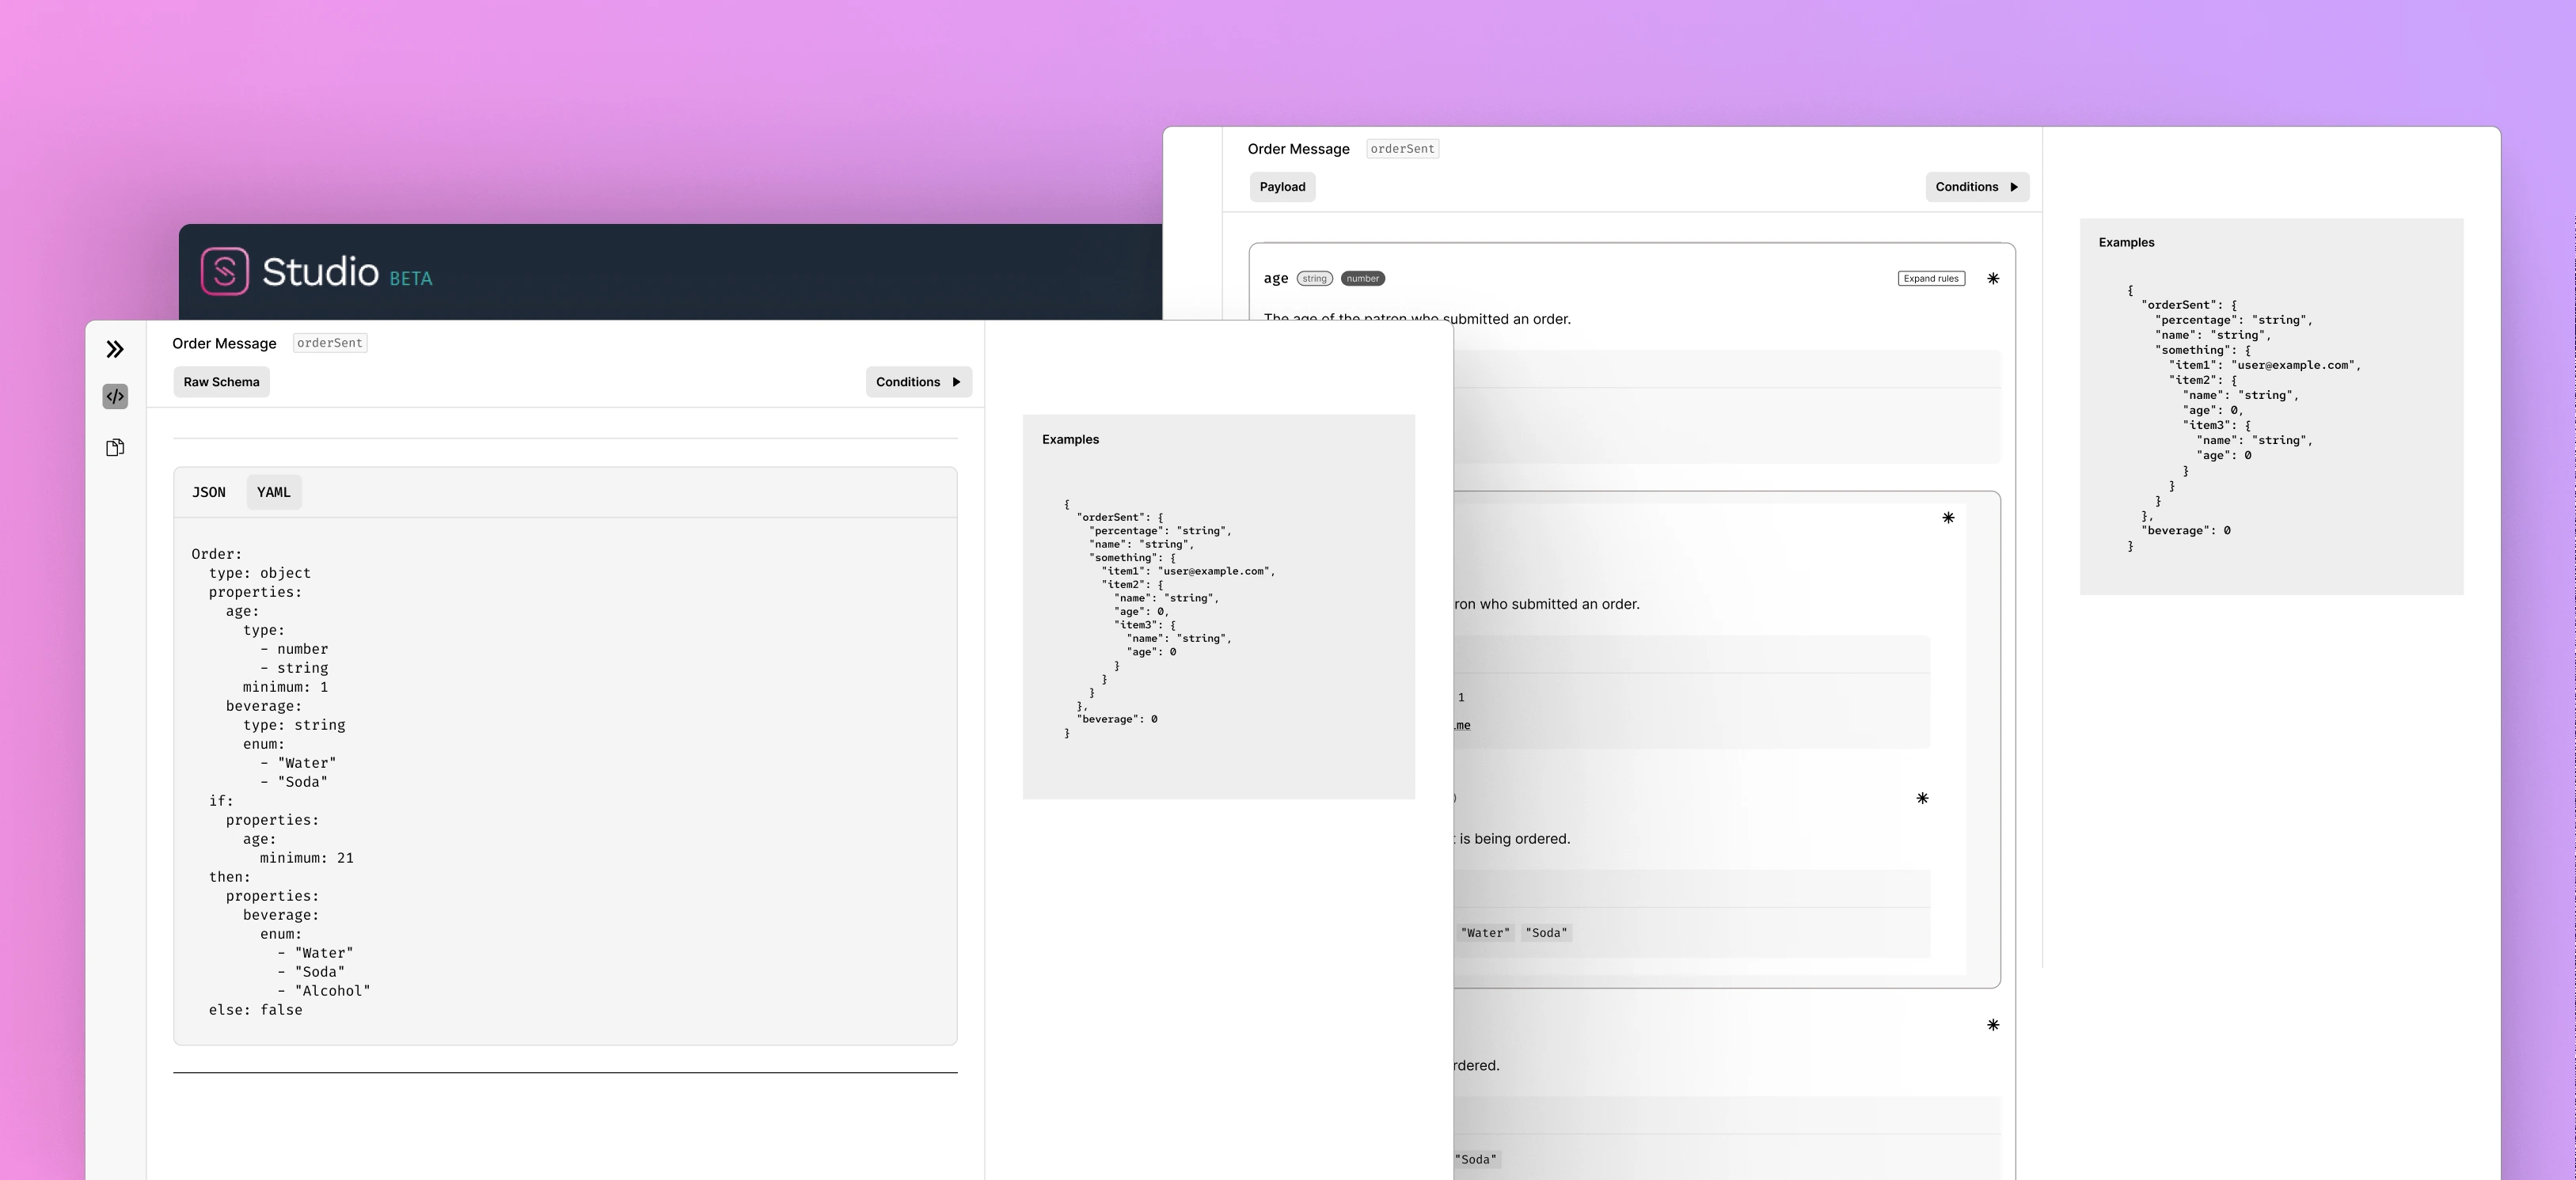 Studio BETA
Order Message orderSent
Raw Schema
Conditions
JSON YAML
Order:
  type: object
  properties:
    age:
      type:
        - number
        - string
      minimum: 1
    beverage:
      type: string
      enum:
        - "Water"
        - "Soda"
  if:
    properties:
      age:
        minimum: 21
  then:
    properties:
      beverage:
        enum:
          - "Water"
          - "Soda"
          - "Alcohol"
  else: false
Examples
{
  "orderSent": {
    "percentage": "string",
    "name": "string",
    "something": {
      "item1": "user@example.com",
      "item2": {
        "name": "string",
        "age": 0,
        "item3": {
          "name": "string",
          "age": 0
        }
      }
    }
  },
  "beverage": 0
}
Order Message orderSent
Payload
Conditions
age string number
Expand rules
The age of the patron who submitted an order.
who submitted an order.
1
is being ordered.
"Water" "Soda"
"Soda"
Examples
{
  "orderSent": {
    "percentage": "string",
    "name": "string",
    "something": {
      "item1": "user@example.com",
      "item2": {
        "name": "string",
        "age": 0,
        "item3": {
          "name": "string",
          "age": 0
        }
      }
    }
  },
  "beverage": 0
}